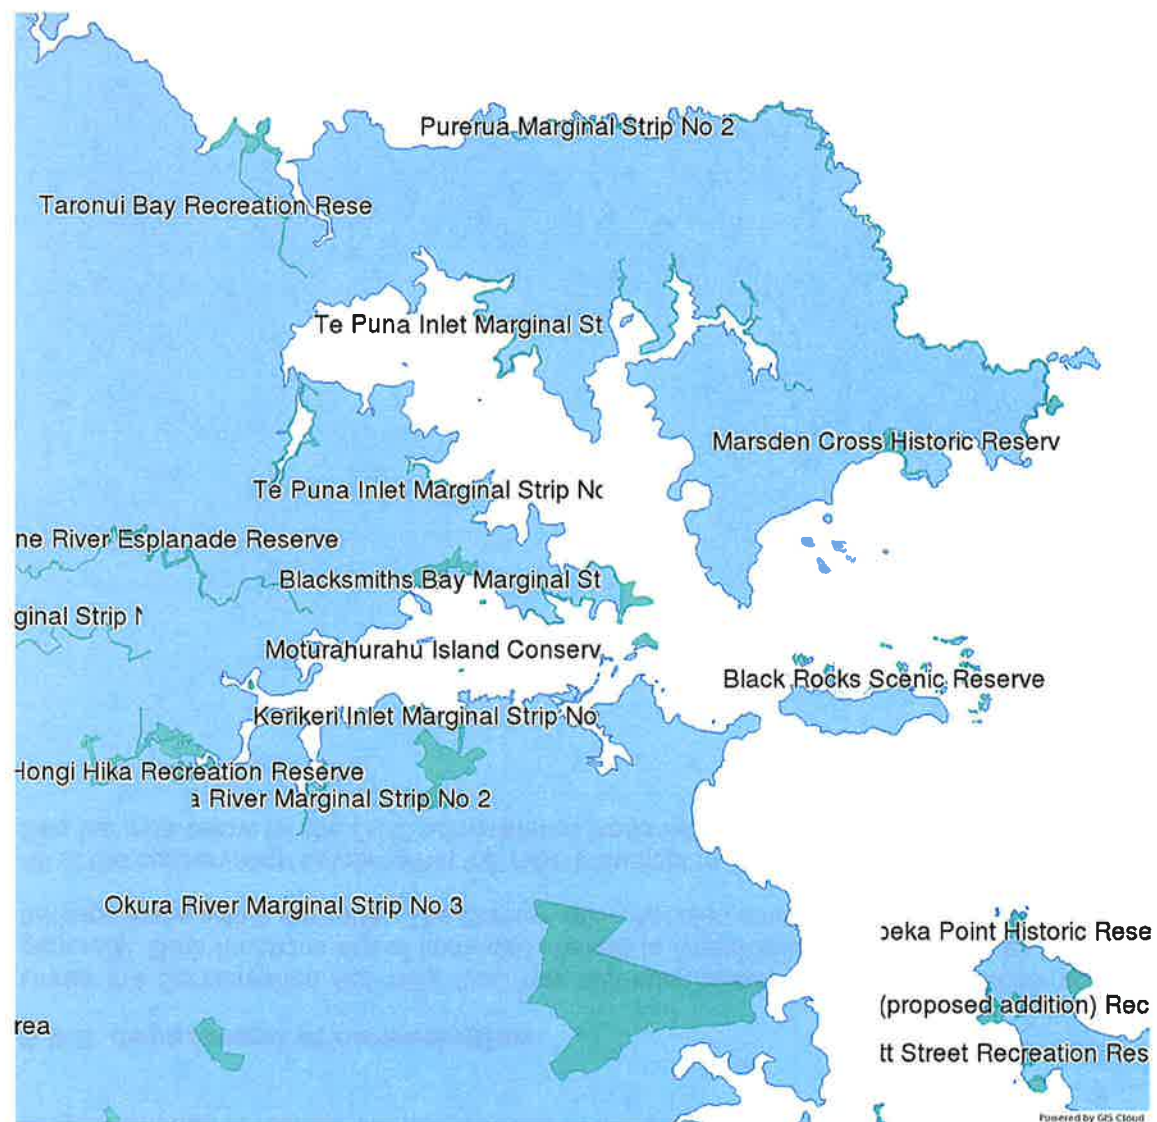 Purerua Marginal Strip No 2
Taronui Bay Recreation Rese
Te Puna Inlet Marginal St
Marsden Cross Historic Reserv
Te Puna Inlet Marginal Strip Nc
ne River Esplanade Reserve
Blacksmiths Bay Marginal St
ginal Strip N
Moturahurahu Island Conserv
Black Rocks Scenic Reserve
Kerikeri Inlet Marginal Strip No
Hongi Hika Recreation Reserve
a River Marginal Strip No 2
Okura River Marginal Strip No 3
peka Point Historic Rese
(proposed addition) Rec
rea
tt Street Recreation Res
Powered by GIS Cloud